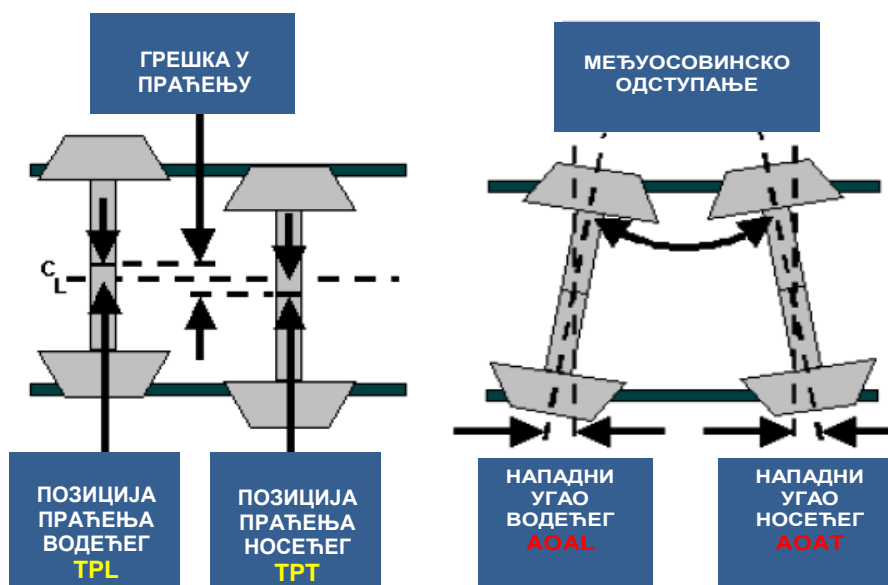 ГРЕШКА У
ПРАЋЕЊУ
МЕЂУОСОВИНСКО
ОДСТУПАЊЕ
C
L
ПОЗИЦИЈА
ПРАЋЕЊА
ВОДЕЋЕГ
TPL
ПОЗИЦИЈА
ПРАЋЕЊА
НОСЕЋЕГ
TPT
НАПАДНИ
УГАО
ВОДЕЋЕГ
AOAL
НАПАДНИ
УГАО
НОСЕЋЕГ
AOAT